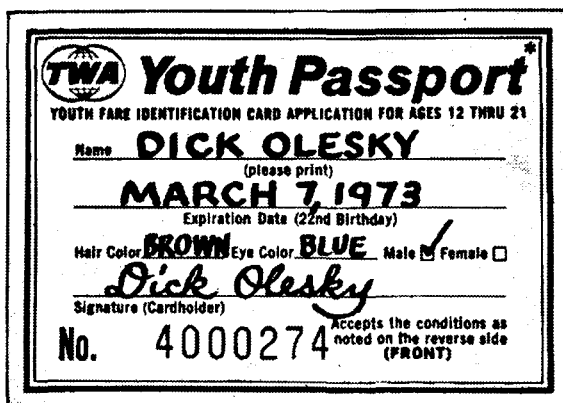 TWA Youth Passport*
YOUTH FARE IDENTIFICATION CARD APPLICATION FOR AGES 12 THRU 21
Name DICK OLESKY
(please print)
MARCH 7, 1973
Expiration Date (22nd Birthday)
Hair Color BROWN Eye Color BLUE Male ✓ Female
Dick Olesky
Signature (Cardholder)
No. 4000274
Accepts the conditions as
noted on the reverse side
(FRONT)